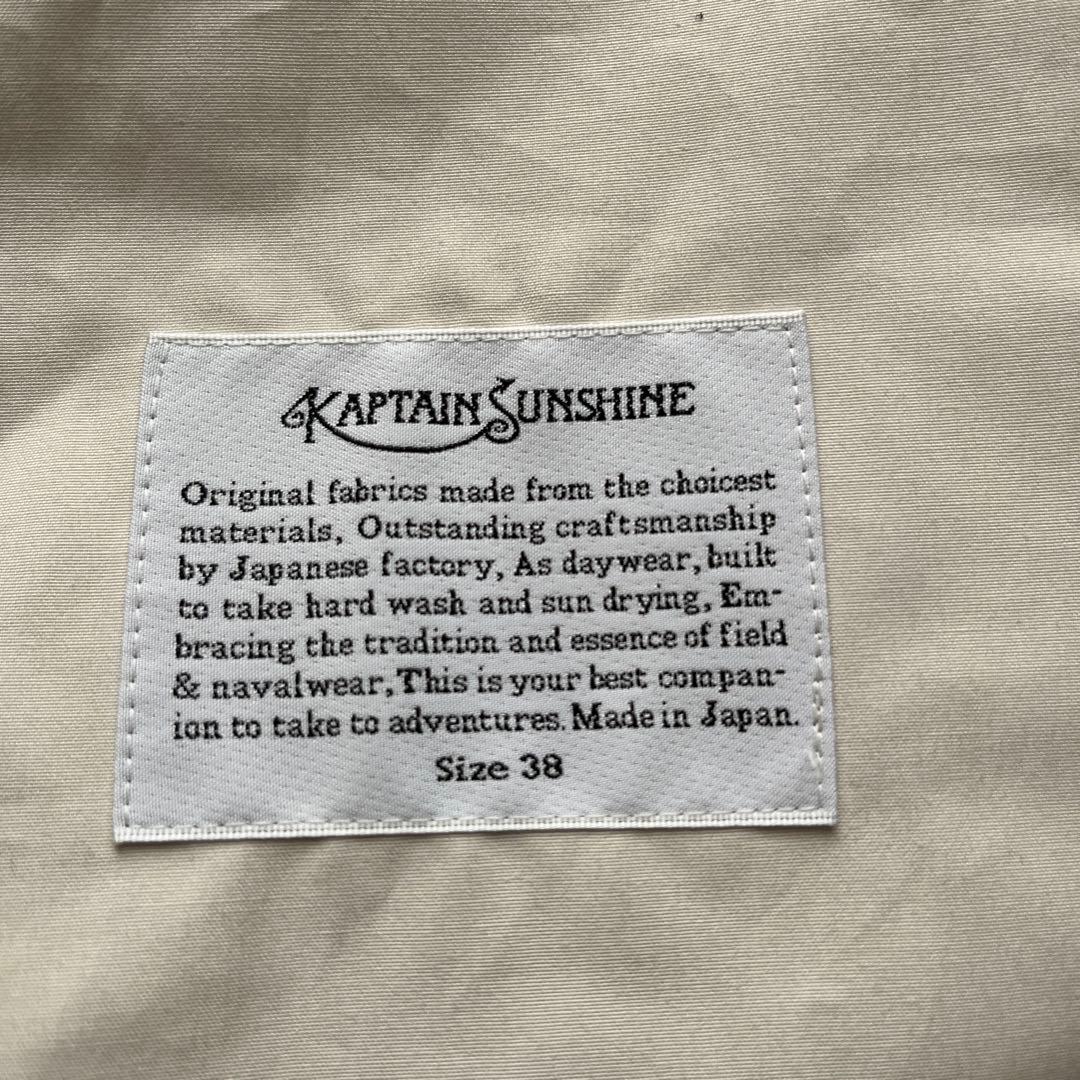 KAPTAIN SUNSHINE
Original fabrics made from the choicest
materials, Outstanding craftsmanship
by Japanese factory, As daywear, built
to take hard wash and sun drying, Em-
bracing the tradition and essence of field
& navalwear, This is your best compan-
ion to take to adventures. Made in Japan.
Size 38